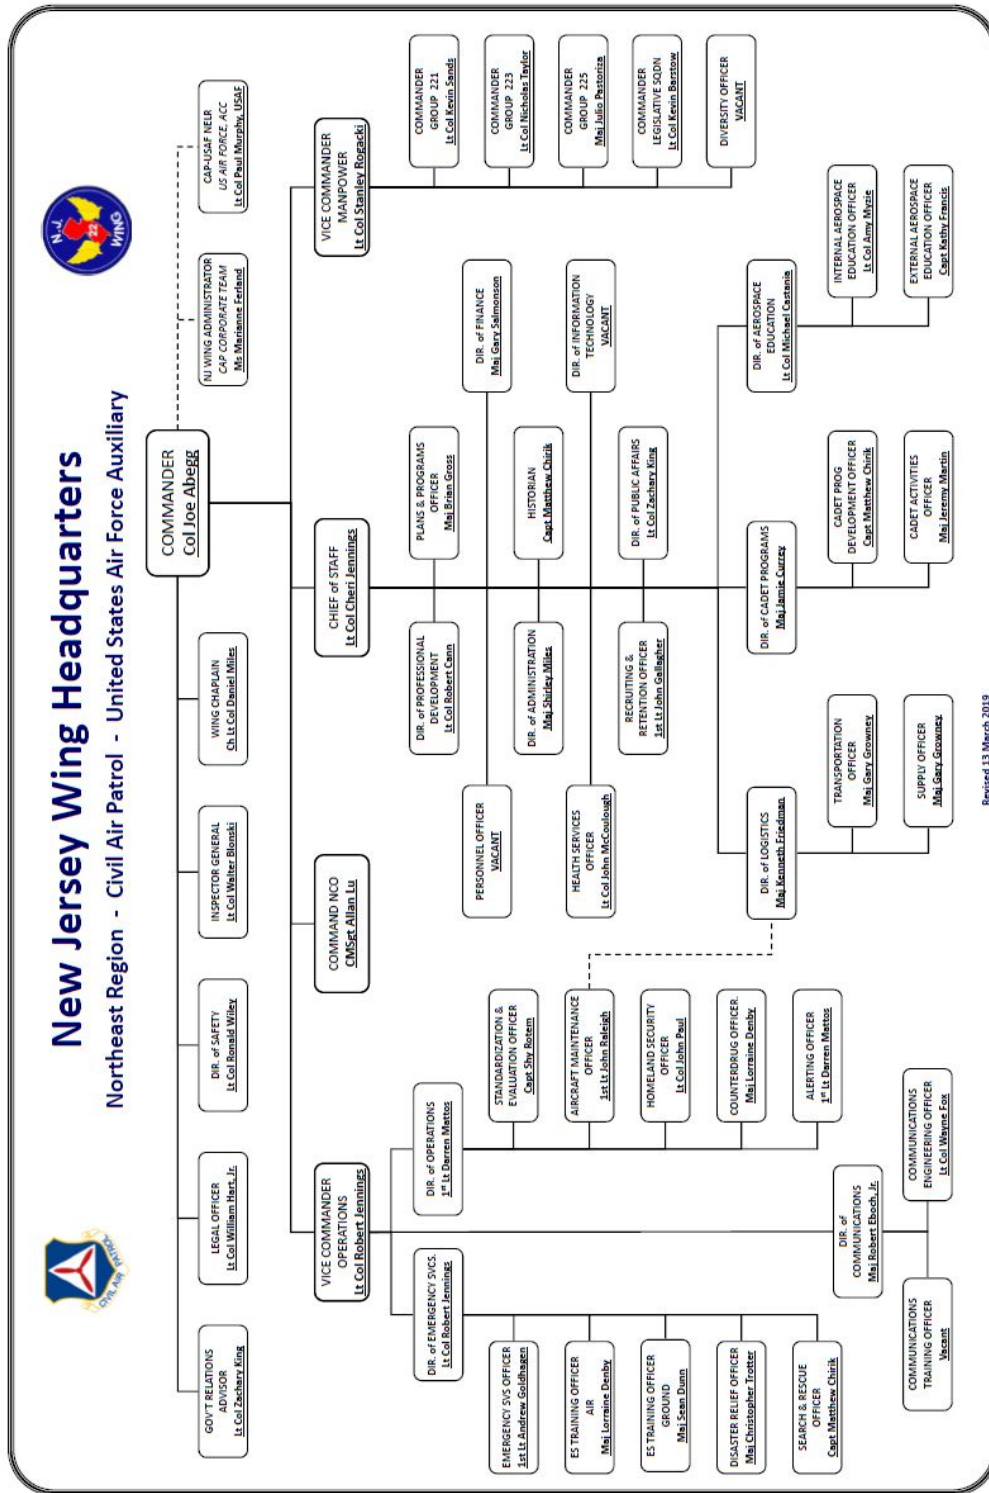 New Jersey Wing Headquarters
Northeast Region - Civil Air Patrol - United States Air Force Auxiliary
CIVIL AIR PATROL
N.J.
22
WING
COMMANDER
Col Joe Abegg
GOV'T RELATIONS
ADVISOR
Lt Col Zachary King
LEGAL OFFICER
Lt Col William Hart, Jr.
DIR. of SAFETY
Lt Col Ronald Wiley
INSPECTOR GENERAL
Lt Col Walter Blonski
WING CHAPLAIN
Ch Lt Col Daniel Miles
NJ WING ADMINISTRATOR
CAP CORPORATE TEAM
Ms Marianne Ferland
CAP-USAF NELR
US AIR FORCE, ACC
Lt Col Paul Murphy, USAF
VICE COMMANDER
OPERATIONS
Lt Col Robert Jennings
COMMAND NCO
CMSgt Allan Lu
CHIEF of STAFF
Lt Col Cheri Jennings
VICE COMMANDER
MANPOWER
Lt Col Stanley Rogacki
DIR. of EMERGENCY SVCS.
Lt Col Robert Jennings
DIR. of OPERATIONS
1st Lt Darren Mattos
EMERGENCY SVS OFFICER
1st Lt Andrew Goldhagen
ES TRAINING OFFICER
AIR
Maj Lorraine Denby
ES TRAINING OFFICER
GROUND
Maj Sean Dunn
DISASTER RELIEF OFFICER
Maj Christopher Trotter
SEARCH & RESCUE
OFFICER
Capt Matthew Chirik
STANDARDIZATION &
EVALUATION OFFICER
Capt Shy Rotem
AIRCRAFT MAINTENANCE
OFFICER
1st Lt John Raleigh
HOMELAND SECURITY
OFFICER
Lt Col John Paul
COUNTERDRUG OFFICER.
Maj Lorraine Denby
ALERTING OFFICER
1st Lt Darren Mattos
DIR. of
COMMUNICATIONS
Maj Robert Eboch, Jr.
COMMUNICATIONS
TRAINING OFFICER
Vacant
COMMUNICATIONS
ENGINEERING OFFICER
Lt Col Wayne Fox
DIR. of PROFESSIONAL
DEVELOPMENT
Lt Col Robert Cann
PLANS & PROGRAMS
OFFICER
Maj Brian Gross
PERSONNEL OFFICER
VACANT
DIR. of FINANCE
Maj Gary Salmonson
DIR. of ADMINISTRATION
Maj Shirley Miles
HISTORIAN
Capt Matthew Chirik
HEALTH SERVICES
OFFICER
Lt Col John McCoulough
DIR. of INFORMATION
TECHNOLOGY
VACANT
RECRUITING &
RETENTION OFFICER
1st Lt John Gallagher
DIR. of PUBLIC AFFAIRS
Lt Col Zachary King
DIR. of LOGISTICS
Maj Kenneth Friedman
TRANSPORTATION
OFFICER
Maj Gary Growney
SUPPLY OFFICER
Maj Gary Growney
DIR. of CADET PROGRAMS
Maj Jamie Currey
CADET PROG
DEVELOPMENT OFFICER
Capt Matthew Chirik
CADET ACTIVITIES
OFFICER
Maj Jeremy Martin
DIR. of AEROSPACE
EDUCATION
Lt Col Michael Castania
INTERNAL AEROSPACE
EDUCATION OFFICER
Lt Col Amy Myzie
EXTERNAL AEROSPACE
EDUCATION OFFICER
Capt Kathy Francis
COMMANDER
GROUP 221
Lt Col Kevin Sands
COMMANDER
GROUP 223
Lt Col Nicholas Taylor
COMMANDER
GROUP 225
Maj Julio Pastoriza
COMMANDER
LEGISLATIVE SQDN
Lt Col Kevin Barstow
DIVERSITY OFFICER
VACANT
Revised 13 March 2019